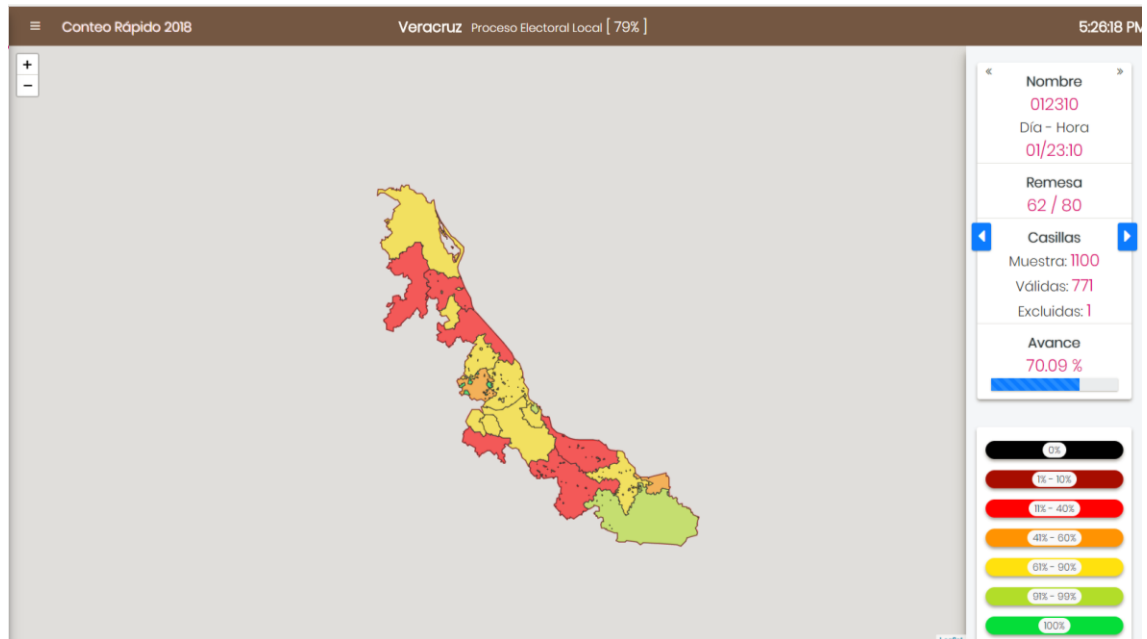 ≡ Conteo Rápido 2018 Veracruz Proceso Electoral Local [ 79% ] 5:26:18 PM
+
−
« »
Nombre
012310
Día - Hora
01/23:10
Remesa
62 / 80
Casillas
Muestra: 1100
Válidas: 771
Excluidas: 1
Avance
70.09 %
0%
1% - 10%
11% - 40%
41% - 60%
61% - 90%
91% - 99%
100%